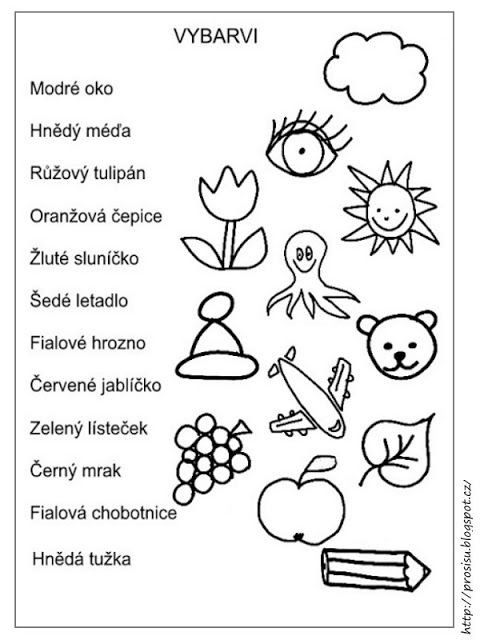 VYBARVI
Modré oko
Hnědý méďa
Růžový tulipán
Oranžová čepice
Žluté sluníčko
Šedé letadlo
Fialové hrozno
Červené jablíčko
Zelený lísteček
Černý mrak
Fialová chobotnice
Hnědá tužka
http://prosisu.blogspot.cz/